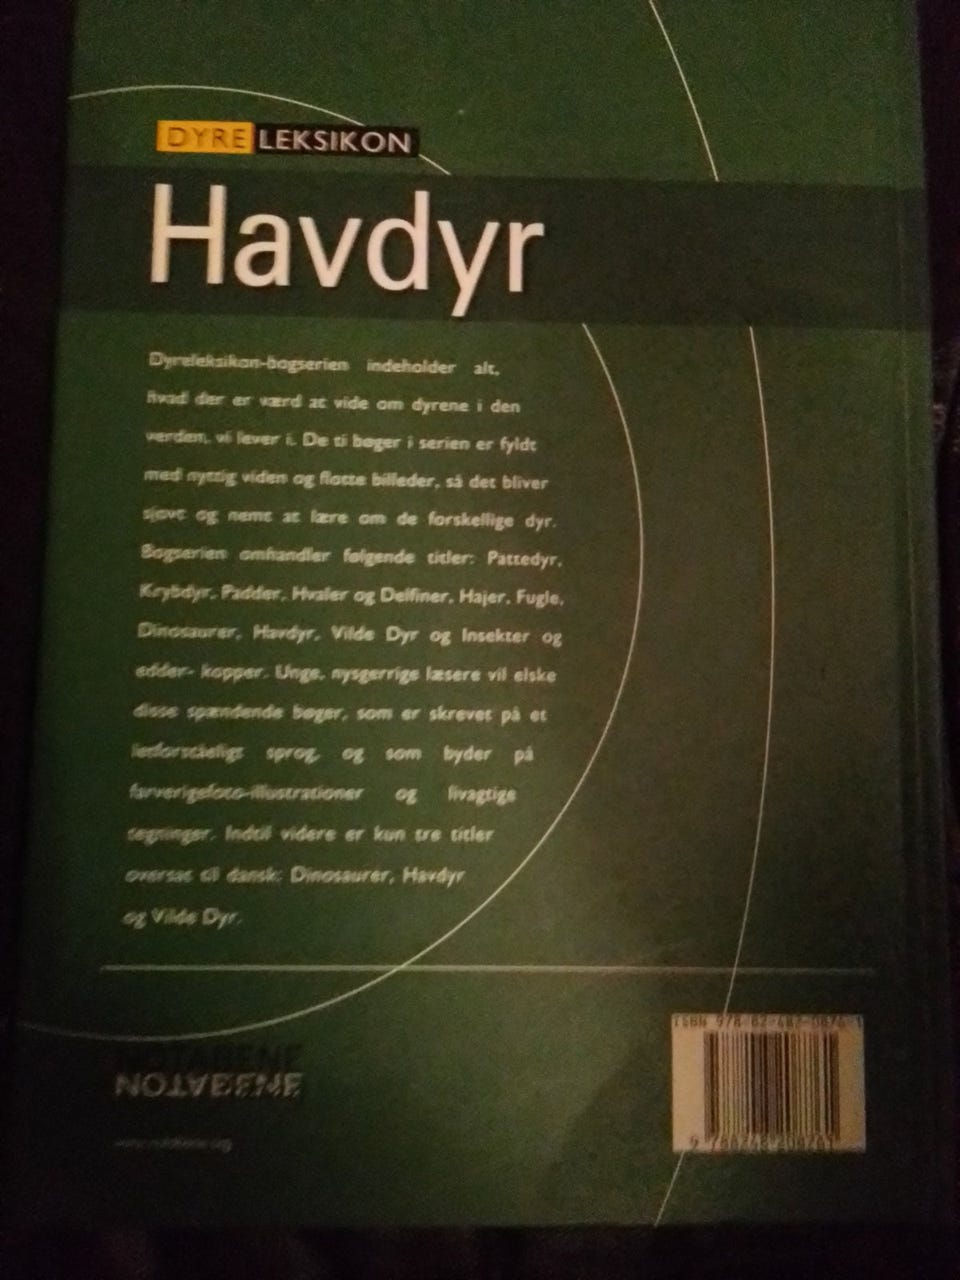 DYRE LEKSIKON
Havdyr
Dyreleksikon-bogserien indeholder alt,
hvad der er værd at vide om dyrene i den
verden, vi lever i. De ti bøger i serien er fyldt
med nyttig viden og flotte billeder, så det bliver
sjovt og nemt at lære om de forskellige dyr.
Bogserien omhandler følgende titler: Pattedyr,
Krybdyr, Padder, Hvaler og Delfiner, Hajer, Fugle,
Dinosaurer, Havdyr, Vilde Dyr og Insekter og
edder- kopper. Unge, nysgerrige læsere vil elske
disse spændende bøger, som er skrevet på et
letforståeligt sprog, og som byder på
farverigefoto-illustrationer og livagtige
tegninger. Indtil videre er kun tre titler
oversat til dansk: Dinosaurer, Havdyr
og Vilde Dyr.
NOTABENE
NOTABENE
ISBN